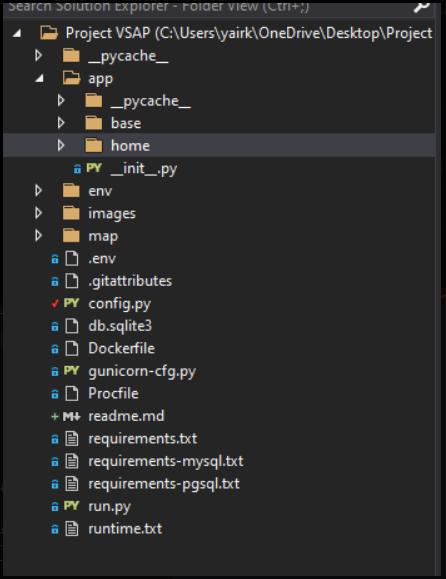 Search Solution Explorer - Folder View (Ctrl+;)
Project VSAP (C:\Users\yairk\OneDrive\Desktop\Project
__pycache__
app
__pycache__
base
home
PY __init__.py
env
images
map
.env
.gitattributes
PY config.py
db.sqlite3
Dockerfile
PY gunicorn-cfg.py
Procfile
M↓ readme.md
requirements.txt
requirements-mysql.txt
requirements-pgsql.txt
PY run.py
runtime.txt